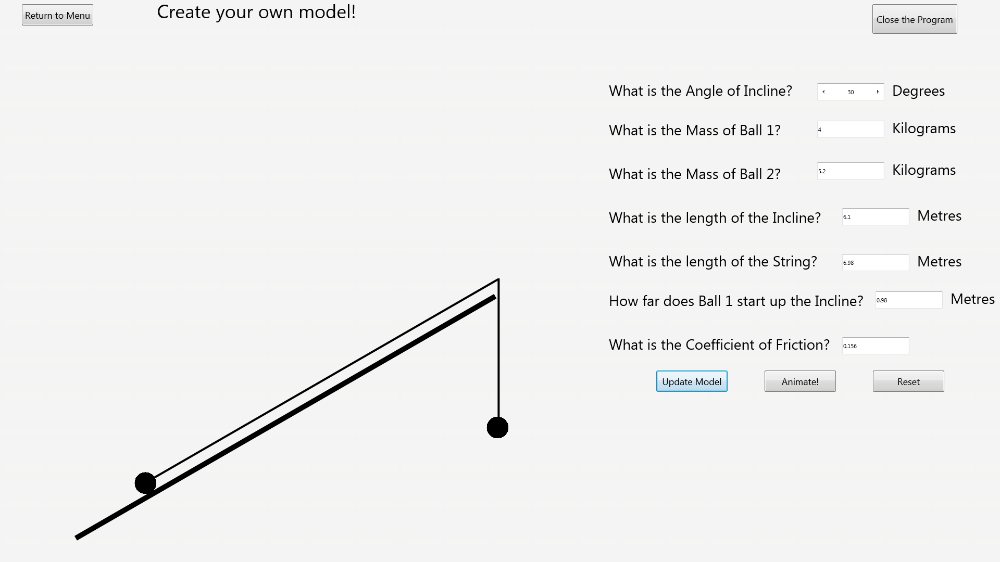 Return to Menu
Create your own model!
Close the Program
What is the Angle of Incline? 30 Degrees
What is the Mass of Ball 1? 4 Kilograms
What is the Mass of Ball 2? 5.2 Kilograms
What is the length of the Incline? 6.1 Metres
What is the length of the String? 6.98 Metres
How far does Ball 1 start up the Incline? 0.98 Metres
What is the Coefficient of Friction? 0.156
Update Model
Animate!
Reset